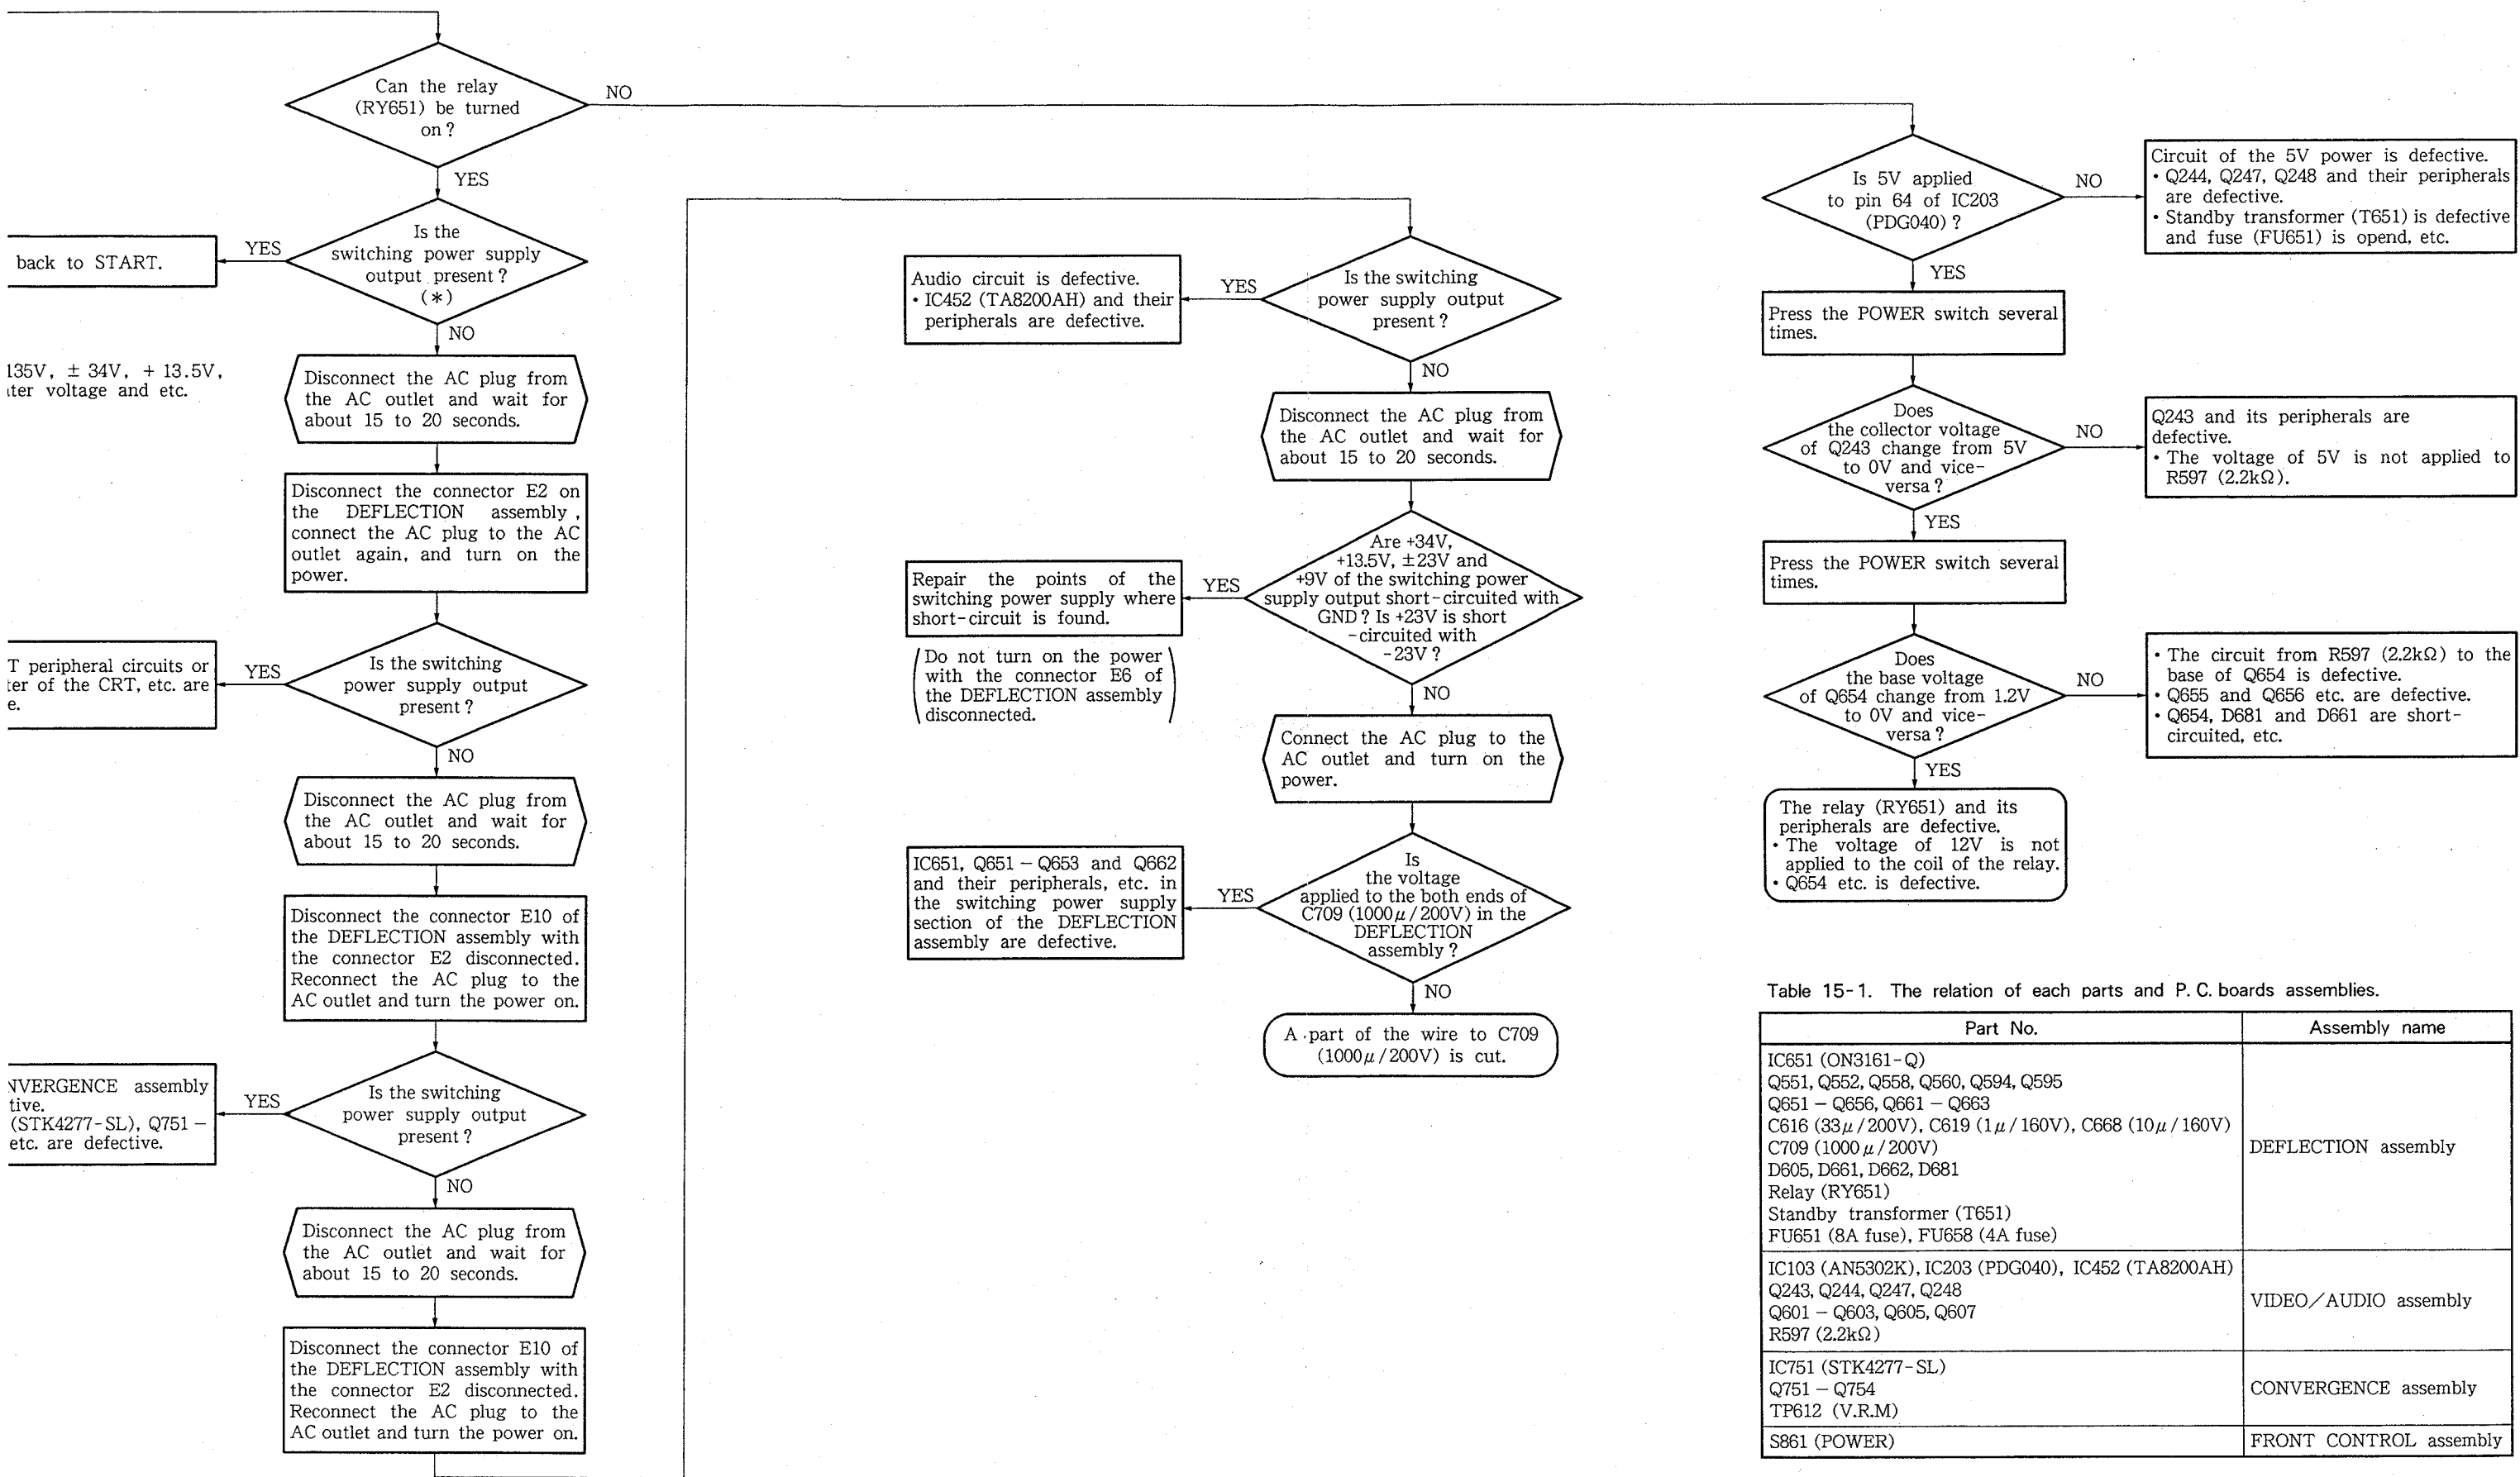 Can the relay
(RY651) be turned
on ?
NO
YES
Is the
switching power supply
output present ?
(*)
YES
back to START.
NO
135V, ± 34V, + 13.5V,
voltage and etc.
Disconnect the AC plug from
the AC outlet and wait for
about 15 to 20 seconds.
Disconnect the connector E2 on
the DEFLECTION assembly ,
connect the AC plug to the AC
outlet again, and turn on the
power.
Is the switching
power supply output
present ?
YES
T peripheral circuits or
of the CRT, etc. are
e.
NO
Disconnect the AC plug from
the AC outlet and wait for
about 15 to 20 seconds.
Disconnect the connector E10 of
the DEFLECTION assembly with
the connector E2 disconnected.
Reconnect the AC plug to the
AC outlet and turn the power on.
Is the switching
power supply output
present ?
YES
NVERGENCE assembly
tive.
(STK4277-SL), Q751 –
etc. are defective.
NO
Disconnect the AC plug from
the AC outlet and wait for
about 15 to 20 seconds.
Disconnect the connector E10 of
the DEFLECTION assembly with
the connector E2 disconnected.
Reconnect the AC plug to the
AC outlet and turn the power on.
Is the switching
power supply output
present ?
YES
Audio circuit is defective.
• IC452 (TA8200AH) and their
peripherals are defective.
NO
Disconnect the AC plug from
the AC outlet and wait for
about 15 to 20 seconds.
Are +34V,
+13.5V, ±23V and
+9V of the switching power
supply output short-circuited with
GND ? Is +23V is short
-circuited with
-23V ?
YES
Repair the points of the
switching power supply where
short-circuit is found.
(Do not turn on the power
with the connector E6 of
the DEFLECTION assembly
disconnected.)
NO
Connect the AC plug to the
AC outlet and turn on the
power.
Is
the voltage
applied to the both ends of
C709 (1000μ/200V) in the
DEFLECTION
assembly ?
YES
IC651, Q651 – Q653 and Q662
and their peripherals, etc. in
the switching power supply
section of the DEFLECTION
assembly are defective.
NO
A part of the wire to C709
(1000μ/200V) is cut.
Is 5V applied
to pin 64 of IC203
(PDG040) ?
NO
Circuit of the 5V power is defective.
• Q244, Q247, Q248 and their peripherals
are defective.
• Standby transformer (T651) is defective
and fuse (FU651) is opend, etc.
YES
Press the POWER switch several
times.
Does
the collector voltage
of Q243 change from 5V
to 0V and vice-
versa ?
NO
Q243 and its peripherals are
defective.
• The voltage of 5V is not applied to
R597 (2.2kΩ).
YES
Press the POWER switch several
times.
Does
the base voltage
of Q654 change from 1.2V
to 0V and vice-
versa ?
NO
• The circuit from R597 (2.2kΩ) to the
base of Q654 is defective.
• Q655 and Q656 etc. are defective.
• Q654, D681 and D661 are short-
circuited, etc.
YES
The relay (RY651) and its
peripherals are defective.
• The voltage of 12V is not
applied to the coil of the relay.
• Q654 etc. is defective.
Table 15-1. The relation of each parts and P. C. boards assemblies.
Part No. Assembly name
IC651 (ON3161-Q)
Q551, Q552, Q558, Q560, Q594, Q595
Q651 – Q656, Q661 – Q663
C616 (33μ/200V), C619 (1μ/160V), C668 (10μ/160V)
C709 (1000μ/200V)
D605, D661, D662, D681
Relay (RY651)
Standby transformer (T651)
FU651 (8A fuse), FU658 (4A fuse)
DEFLECTION assembly
IC103 (AN5302K), IC203 (PDG040), IC452 (TA8200AH)
Q243, Q244, Q247, Q248
Q601 – Q603, Q605, Q607
R597 (2.2kΩ)
VIDEO/AUDIO assembly
IC751 (STK4277-SL)
Q751 – Q754
TP612 (V.R.M)
CONVERGENCE assembly
S861 (POWER) FRONT CONTROL assembly